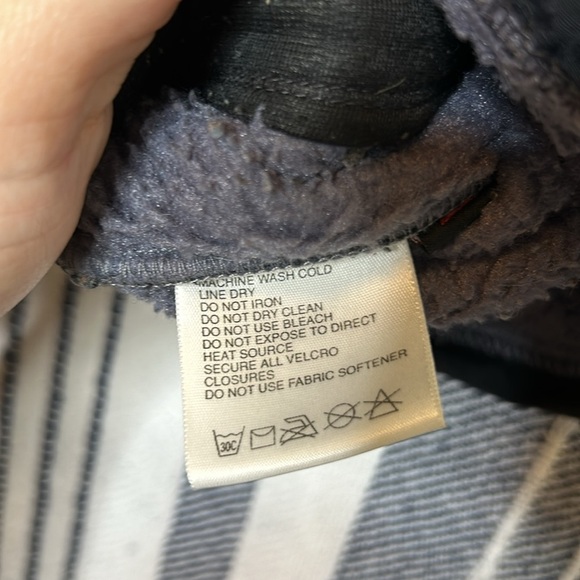 MACHINE WASH COLD
LINE DRY
DO NOT IRON
DO NOT DRY CLEAN
DO NOT USE BLEACH
DO NOT EXPOSE TO DIRECT
HEAT SOURCE
SECURE ALL VELCRO
CLOSURES
DO NOT USE FABRIC SOFTENER
30C